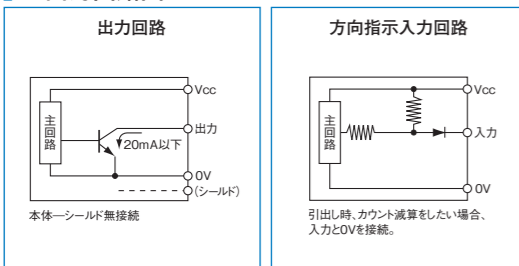 出力回路
主回路
Vcc
出力
20mA以下
0V
(シールド)
本体―シールド無接続
方向指示入力回路
主回路
Vcc
入力
0V
引出し時、カウント減算をしたい場合、
入力と0Vを接続。